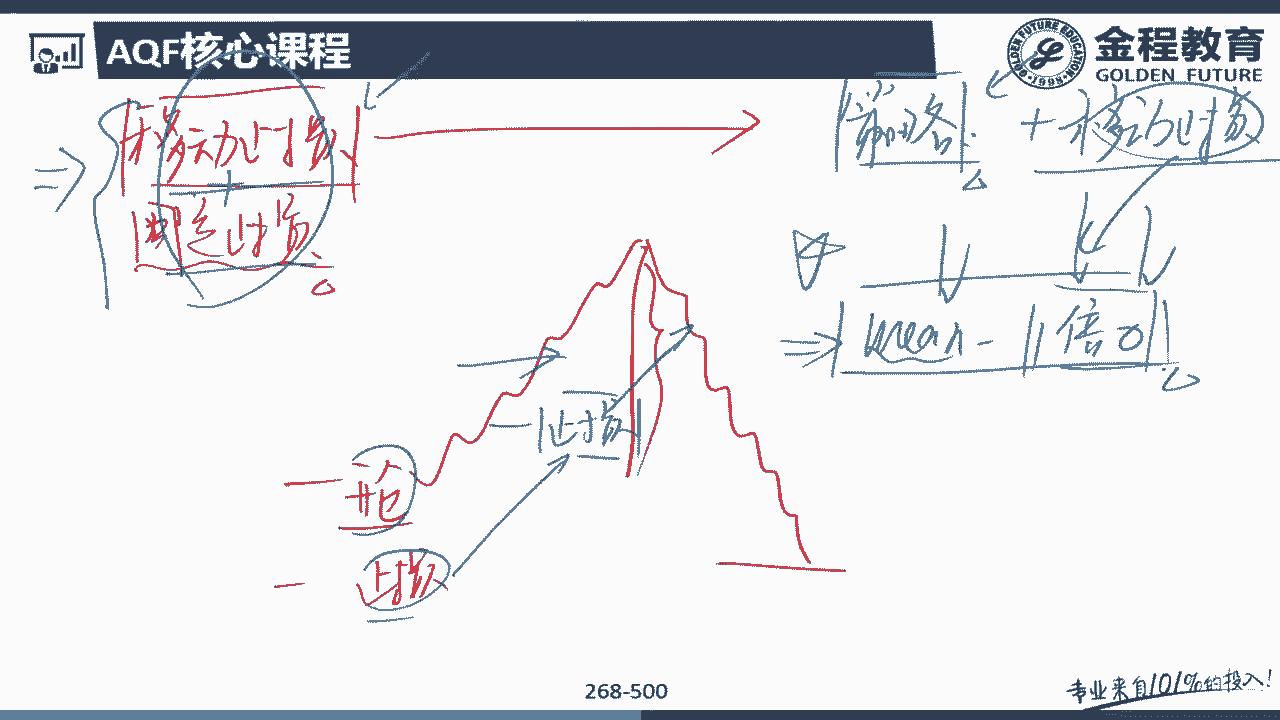 AQF核心课程
金程教育
GOLDEN FUTURE
GOLDEN FUTURE EDUCATION
移动止损
固定止损
策略 + 移动止损
mean - 1倍σ
止损
开仓
止损
268-500
专业来自101%的投入!